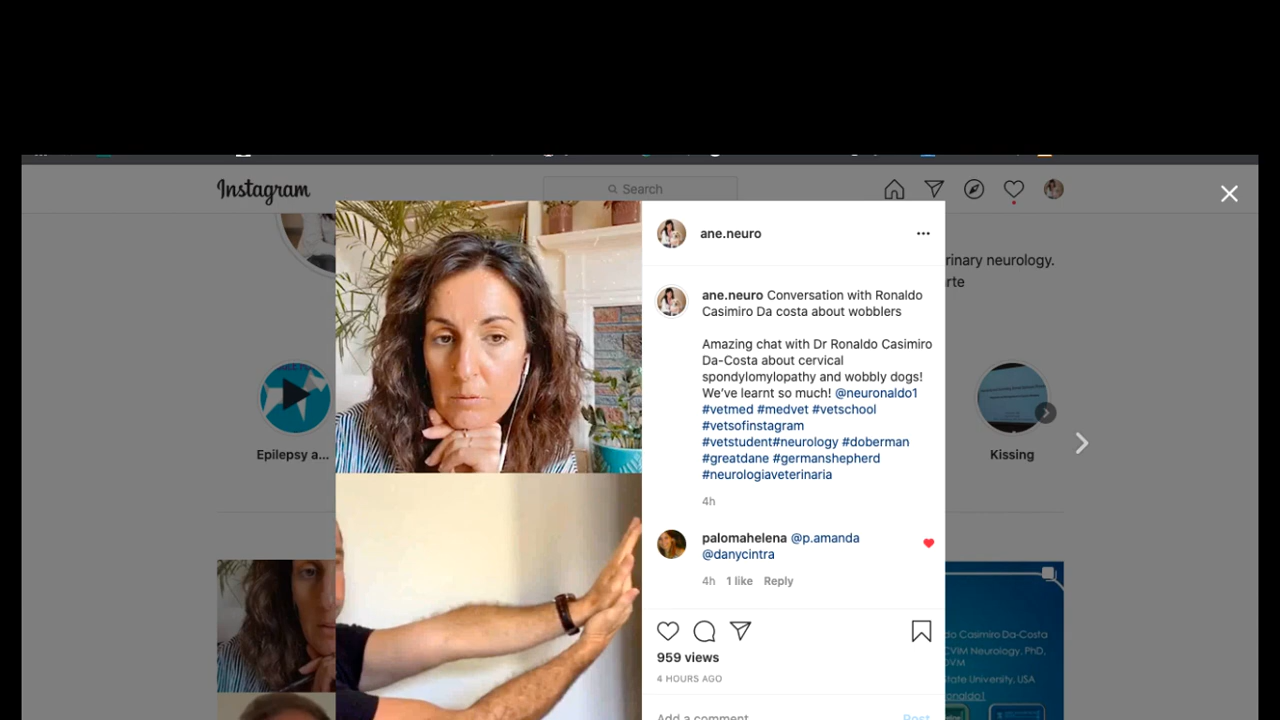 Instagram
Search
rinary neurology.
rte
ane.neuro
ane.neuro Conversation with Ronaldo
Casimiro Da costa about wobblers
Amazing chat with Dr Ronaldo Casimiro
Da-Costa about cervical
spondylomylopathy and wobbly dogs!
We've learnt so much! @neuronaldo1
#vetmed #medvet #vetschool
#vetsofinstagram
#vetstudent#neurology #doberman
#greatdane #germanshepherd
#neurologiaveterinaria
4h
Epilepsy a...
Kissing
palomahelena @p.amanda
@danycintra
4h 1 like Reply
959 views
4 HOURS AGO
Add a comment
Post
do Casimiro Da-Costa
CVIM Neurology, PhD,
DVM
State University, USA
onaldo1